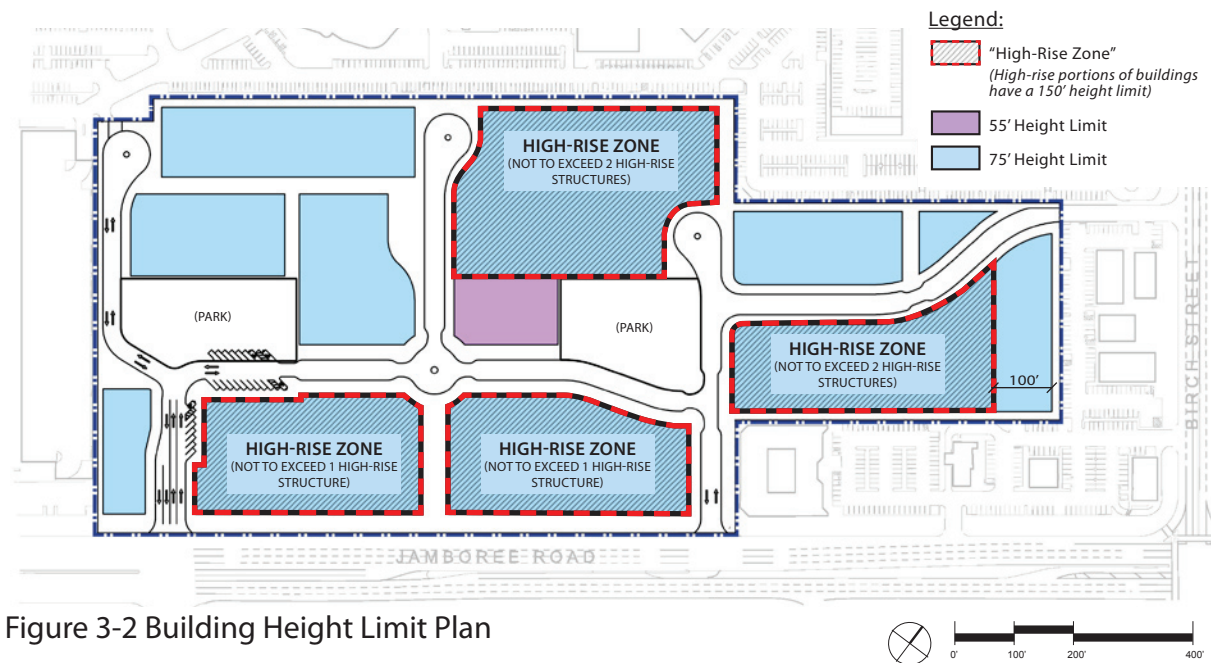 Legend:
"High-Rise Zone"
(High-rise portions of buildings
have a 150' height limit)
55' Height Limit
75' Height Limit
HIGH-RISE ZONE
(NOT TO EXCEED 2 HIGH-RISE
STRUCTURES)
(PARK)
(PARK)
HIGH-RISE ZONE
(NOT TO EXCEED 2 HIGH-RISE
STRUCTURES)
100'
BIRCH STREET
HIGH-RISE ZONE
(NOT TO EXCEED 1 HIGH-RISE
STRUCTURE)
HIGH-RISE ZONE
(NOT TO EXCEED 1 HIGH-RISE
STRUCTURE)
JAMBOREE ROAD
Figure 3-2 Building Height Limit Plan
0' 100' 200' 400'